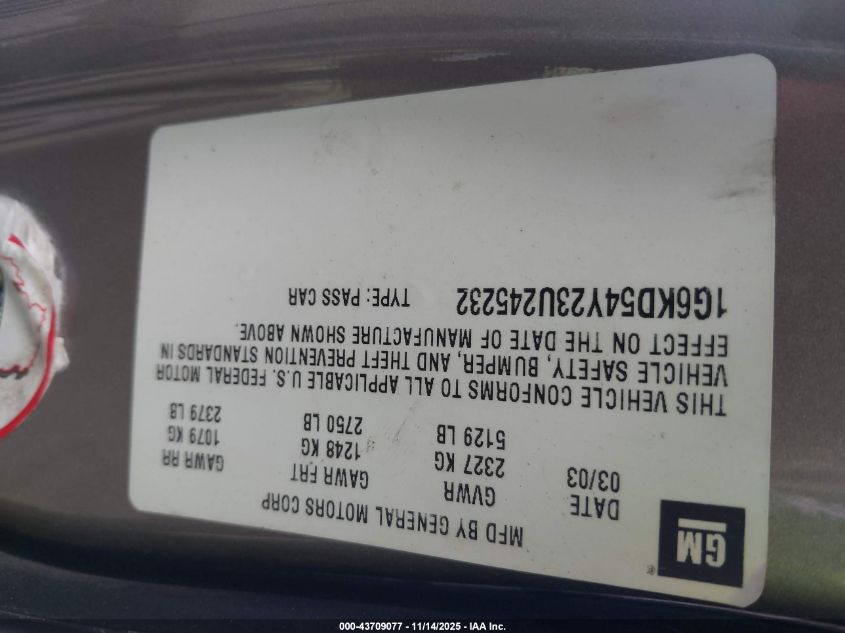 GM
®
MFD BY GENERAL MOTORS CORP
DATE GVWR GAWR FRT GAWR RR
03/03 2327 KG 1248 KG 1079 KG
5129 LB 2750 LB 2379 LB
THIS VEHICLE CONFORMS TO ALL APPLICABLE U.S. FEDERAL MOTOR
VEHICLE SAFETY, BUMPER, AND THEFT PREVENTION STANDARDS IN
EFFECT ON THE DATE OF MANUFACTURE SHOWN ABOVE.
1G6KD54Y23U245232 TYPE: PASS CAR
000-43709077 - 11/14/2025 - IAA Inc.